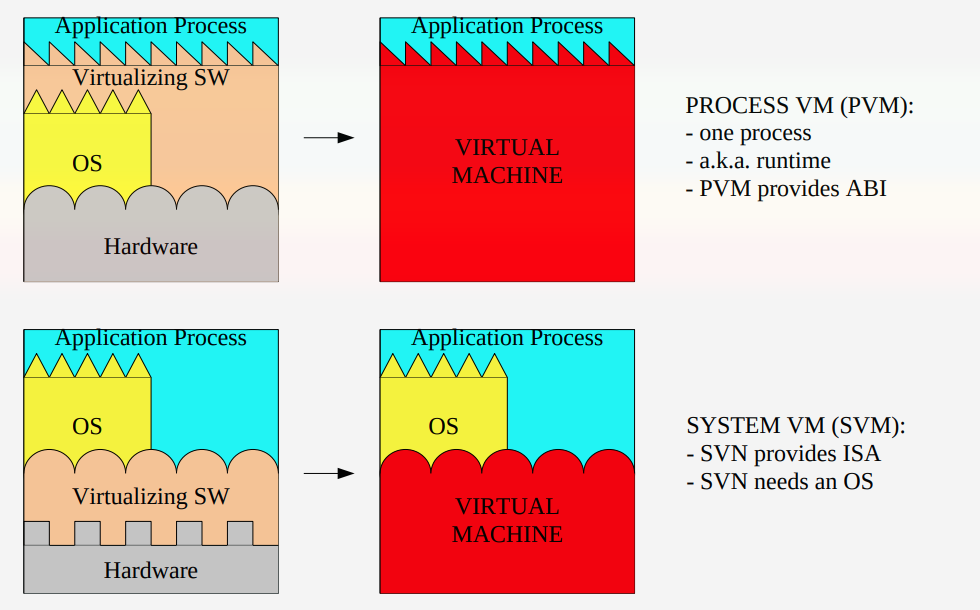 Application Process
Virtualizing SW
OS
Hardware
Application Process
VIRTUAL
MACHINE
PROCESS VM (PVM):
- one process
- a.k.a. runtime
- PVM provides ABI
Application Process
OS
Virtualizing SW
Hardware
Application Process
OS
VIRTUAL
MACHINE
SYSTEM VM (SVM):
- SVN provides ISA
- SVN needs an OS